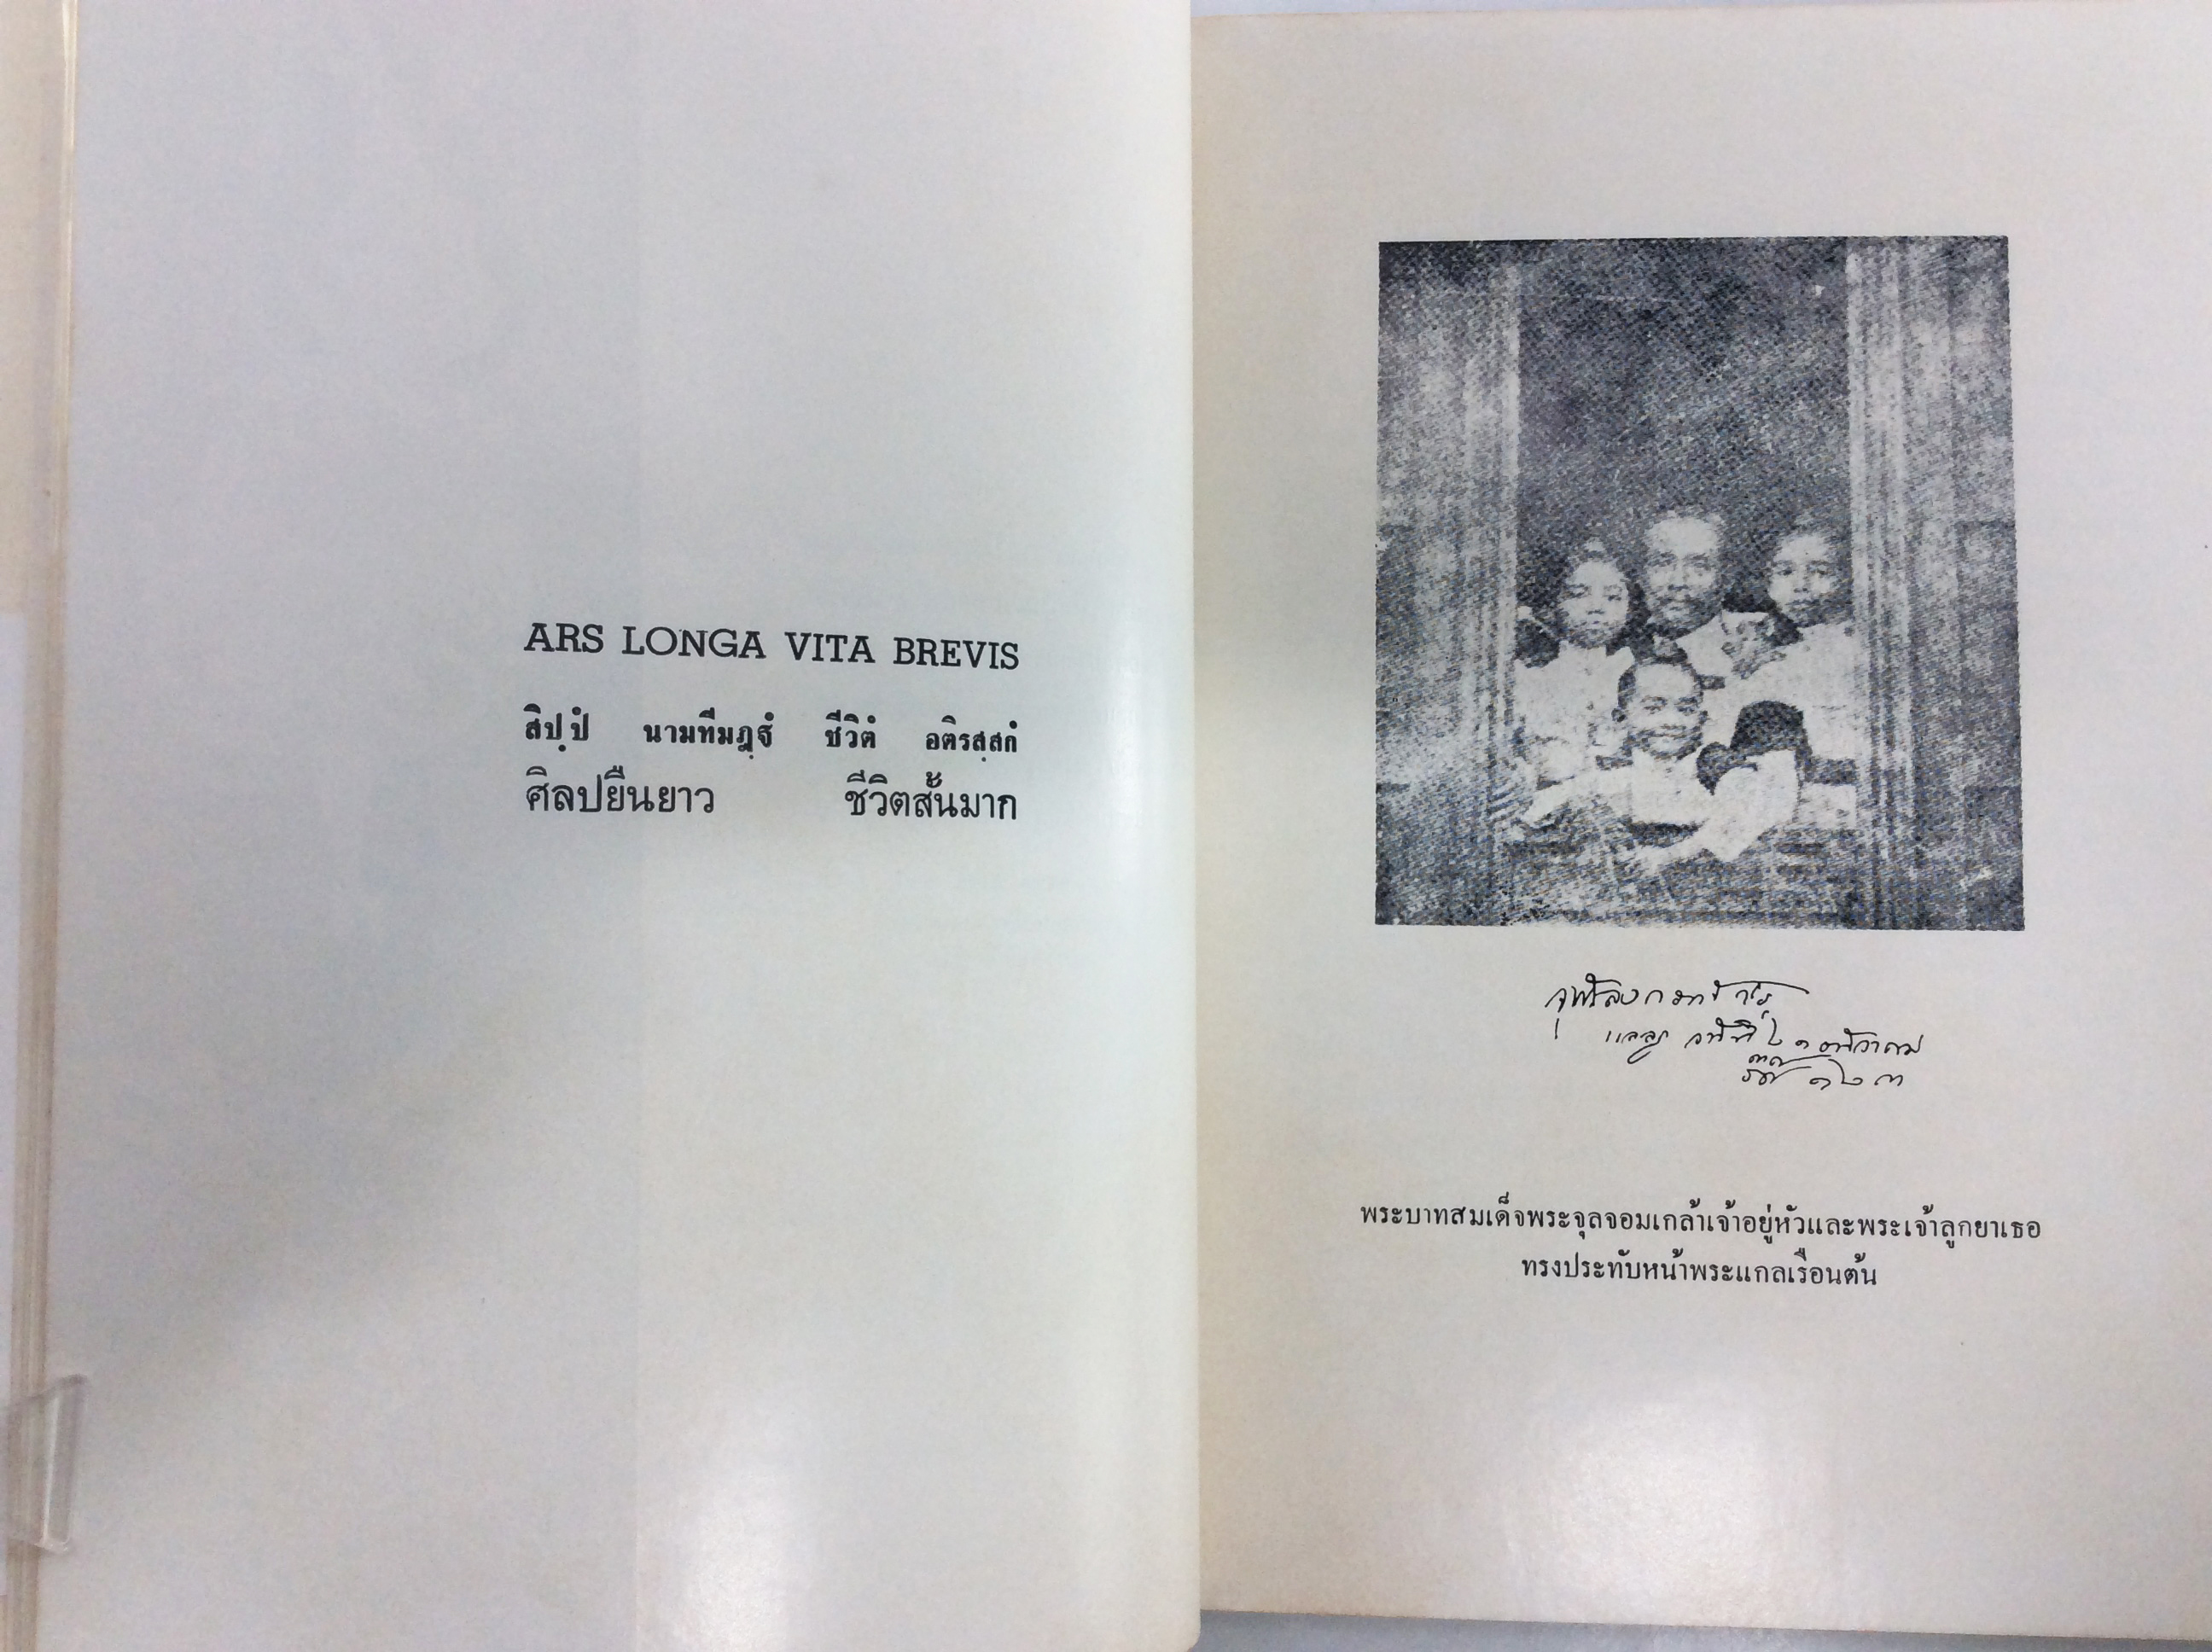 ARS LONGA VITA BREVIS
สิปฺปํ นามทีมฏฺฐํ ชีวิตํ อติรสฺสกํ
ศิลปยืนยาว ชีวิตสั้นมาก
๑๒๓
พระบาทสมเด็จพระจุลจอมเกล้าเจ้าอยู่หัวและพระเจ้าลูกยาเธอ
ทรงประทับหน้าพระแกลเรือนต้น